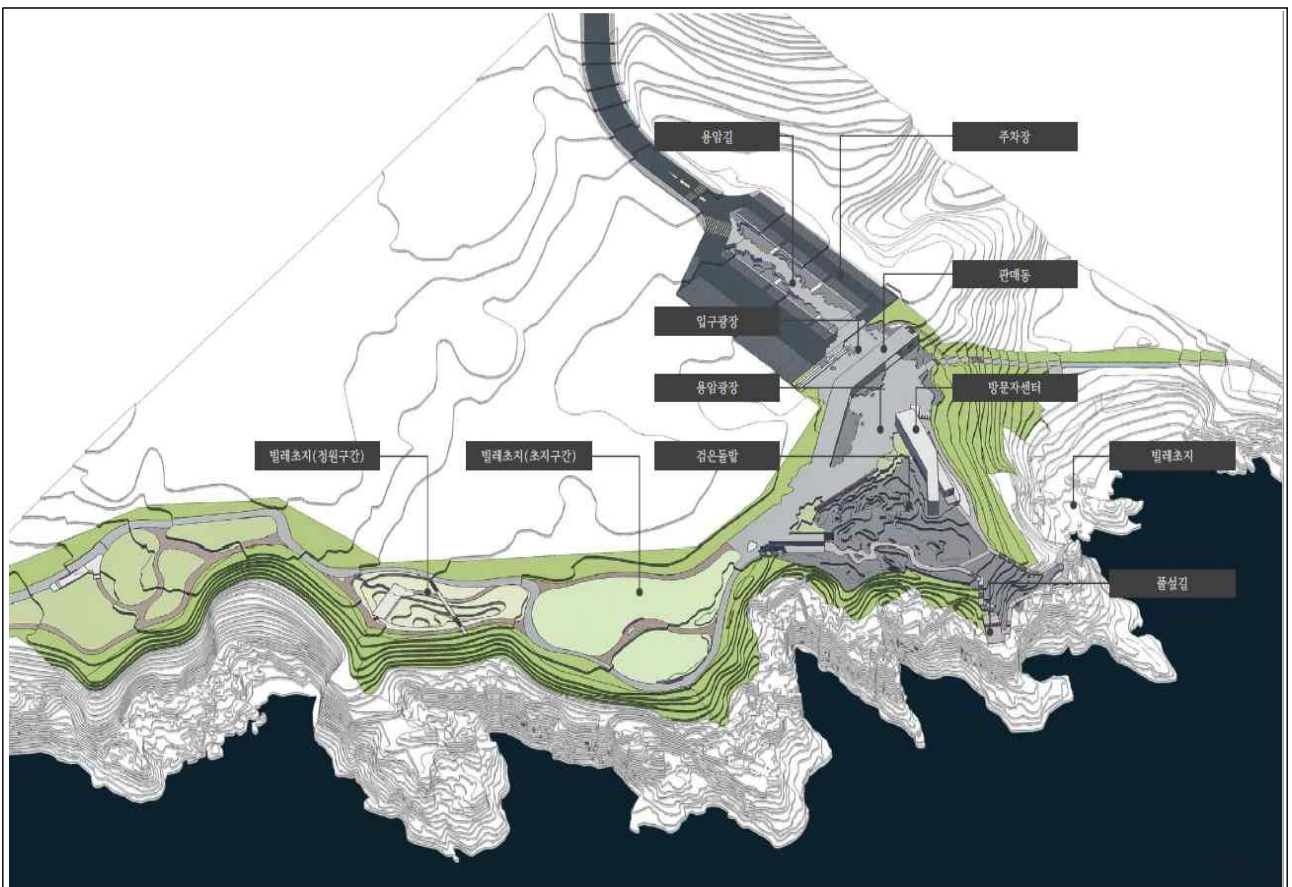 용암길
주차장
판매동
입구광장
용암광장
방문자센터
빌레초지(정원구간)
빌레초지(초지구간)
검은돌밭
빌레초지
풀섶길